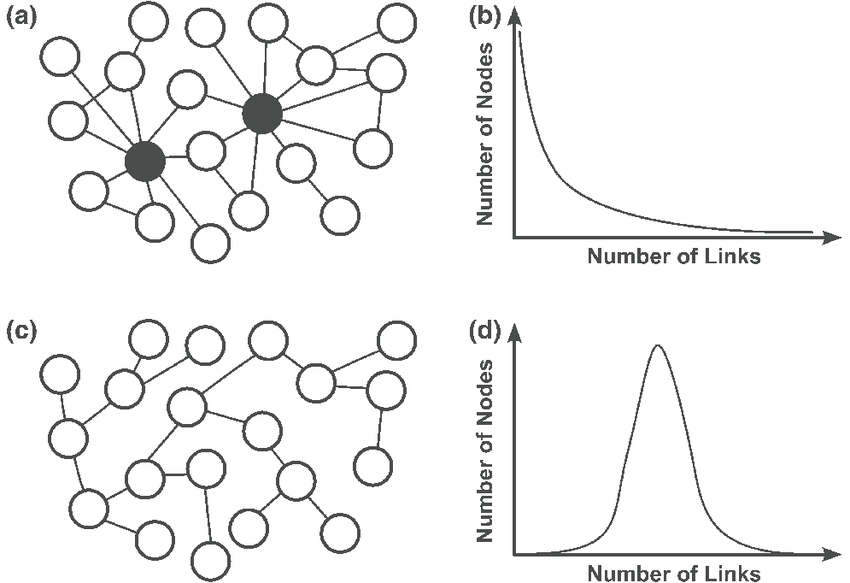 (a)
(b)
Number of Nodes
Number of Links
(c)
(d)
Number of Nodes
Number of Links